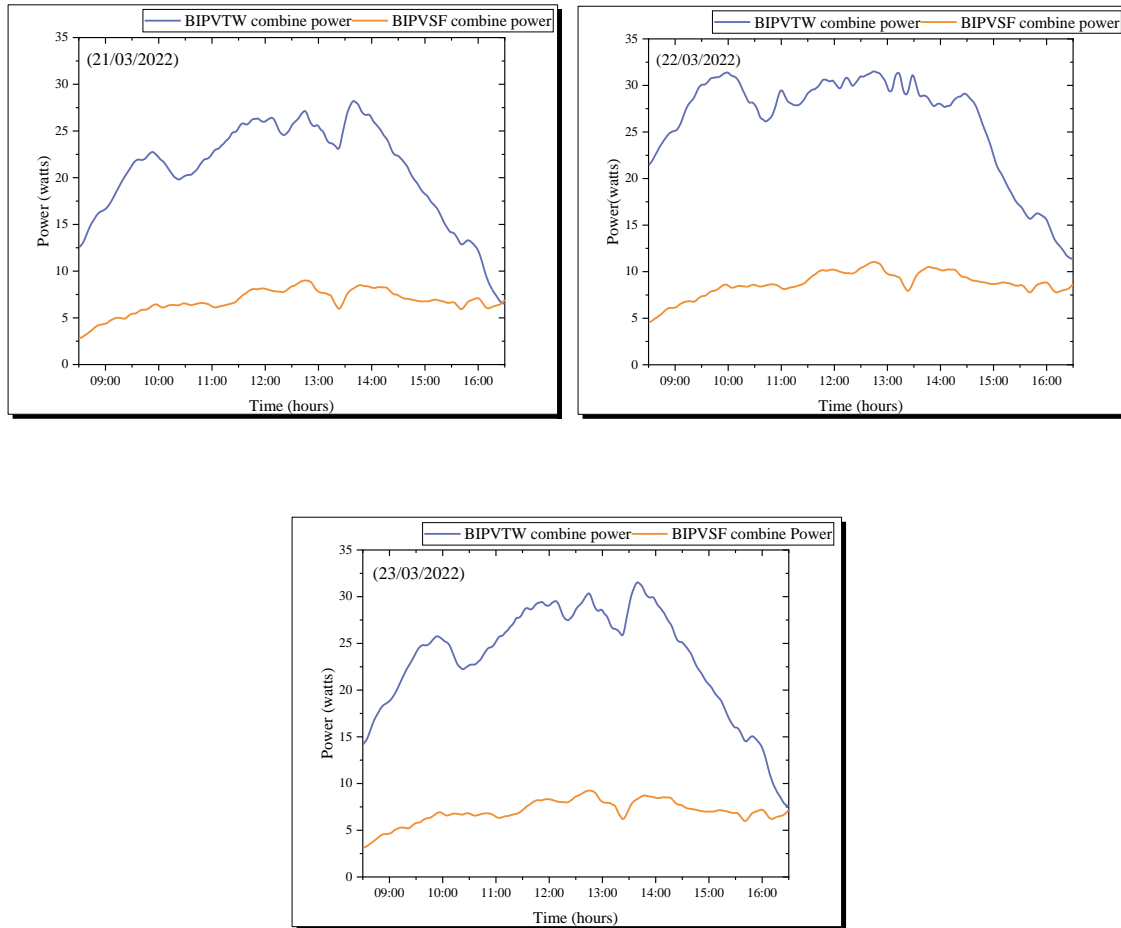 BIPVTW combine power BIPVSF combine power
(21/03/2022)
Power (watts)
35
30
25
20
15
10
5
0
09:00 10:00 11:00 12:00 13:00 14:00 15:00 16:00
Time (hours)
BIPVTW combine power BIPVSF combine power
(22/03/2022)
Power(watts)
35
30
25
20
15
10
5
0
09:00 10:00 11:00 12:00 13:00 14:00 15:00 16:00
Time (hours)
BIPVTW combine power BIPVSF combine Power
(23/03/2022)
Power (watts)
35
30
25
20
15
10
5
0
09:00 10:00 11:00 12:00 13:00 14:00 15:00 16:00
Time (hours)